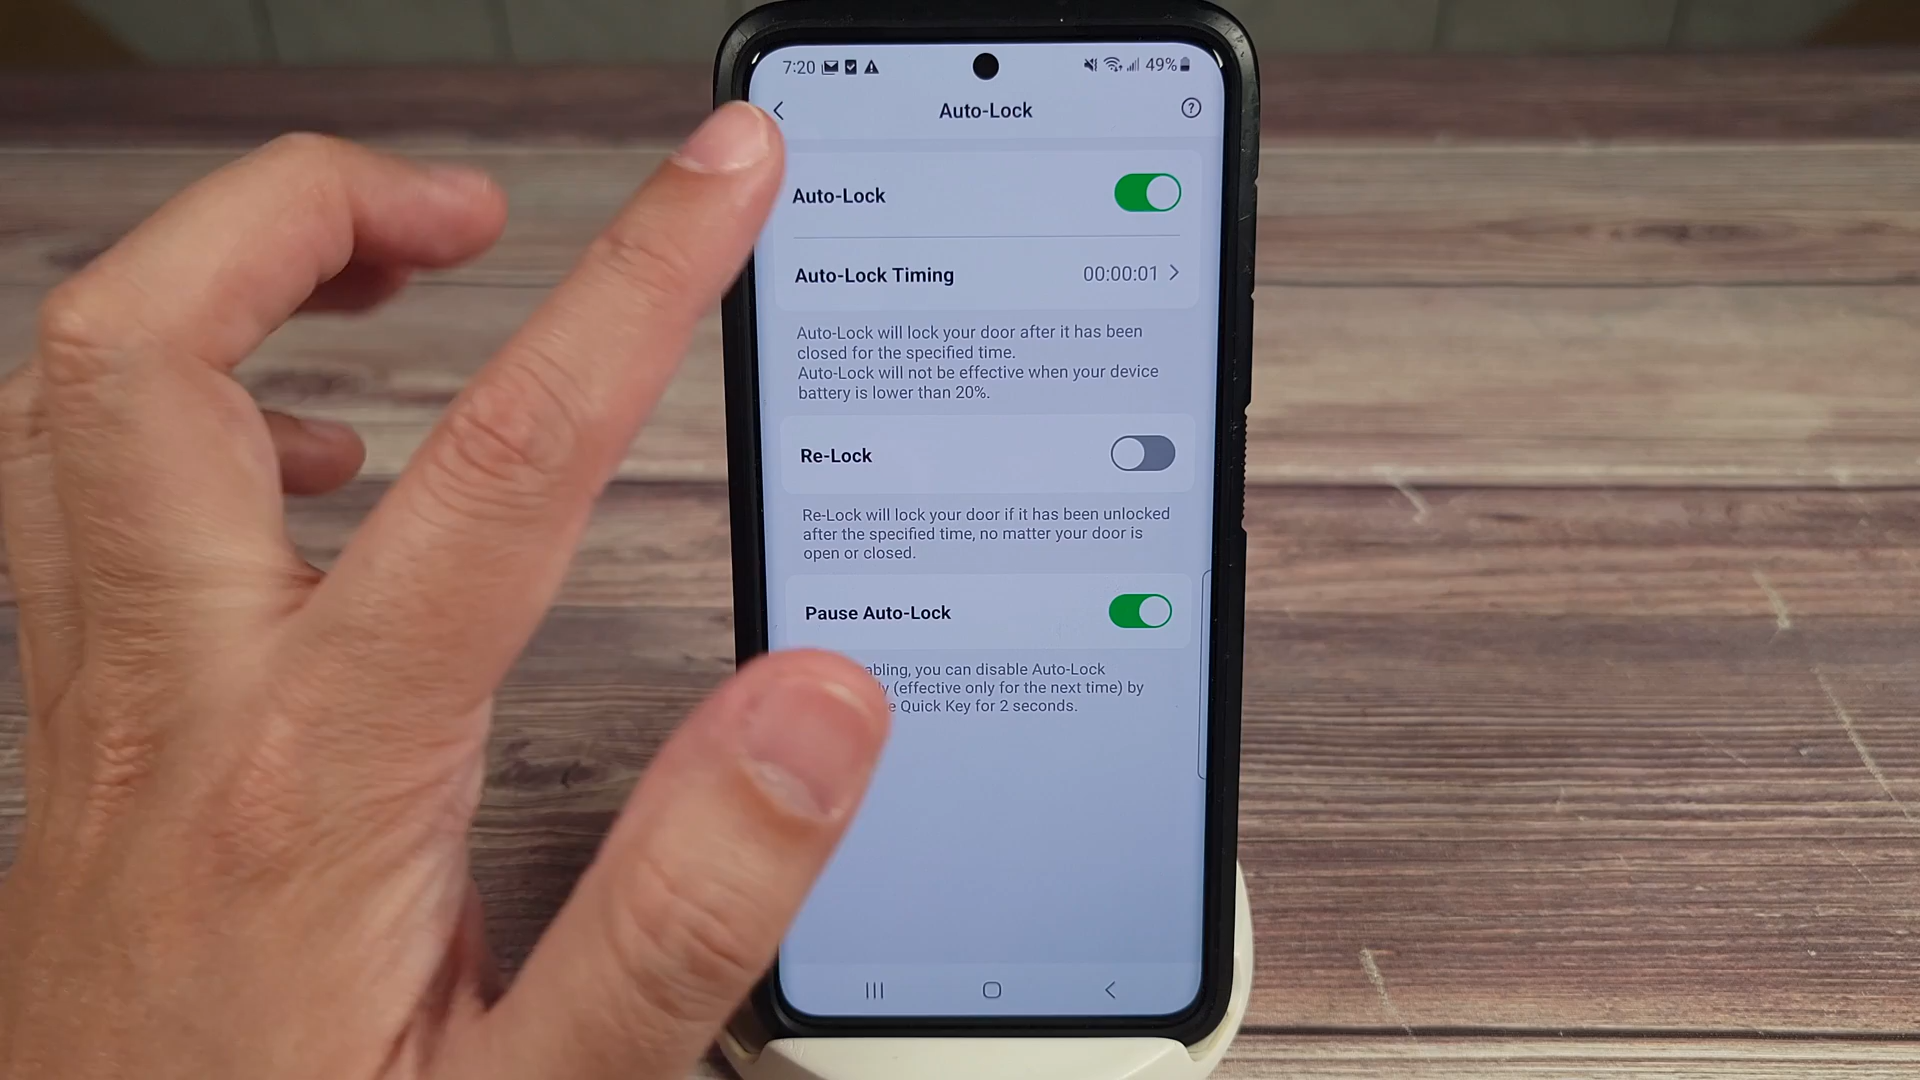 7:20 49%
Auto-Lock
Auto-Lock
Auto-Lock Timing 00:00:01
Auto-Lock will lock your door after it has been
closed for the specified time.
Auto-Lock will not be effective when your device
battery is lower than 20%.
Re-Lock
Re-Lock will lock your door if it has been unlocked
after the specified time, no matter your door is
open or closed.
Pause Auto-Lock
you can disable Auto-Lock
(effective only for the next time) by
Quick Key for 2 seconds.